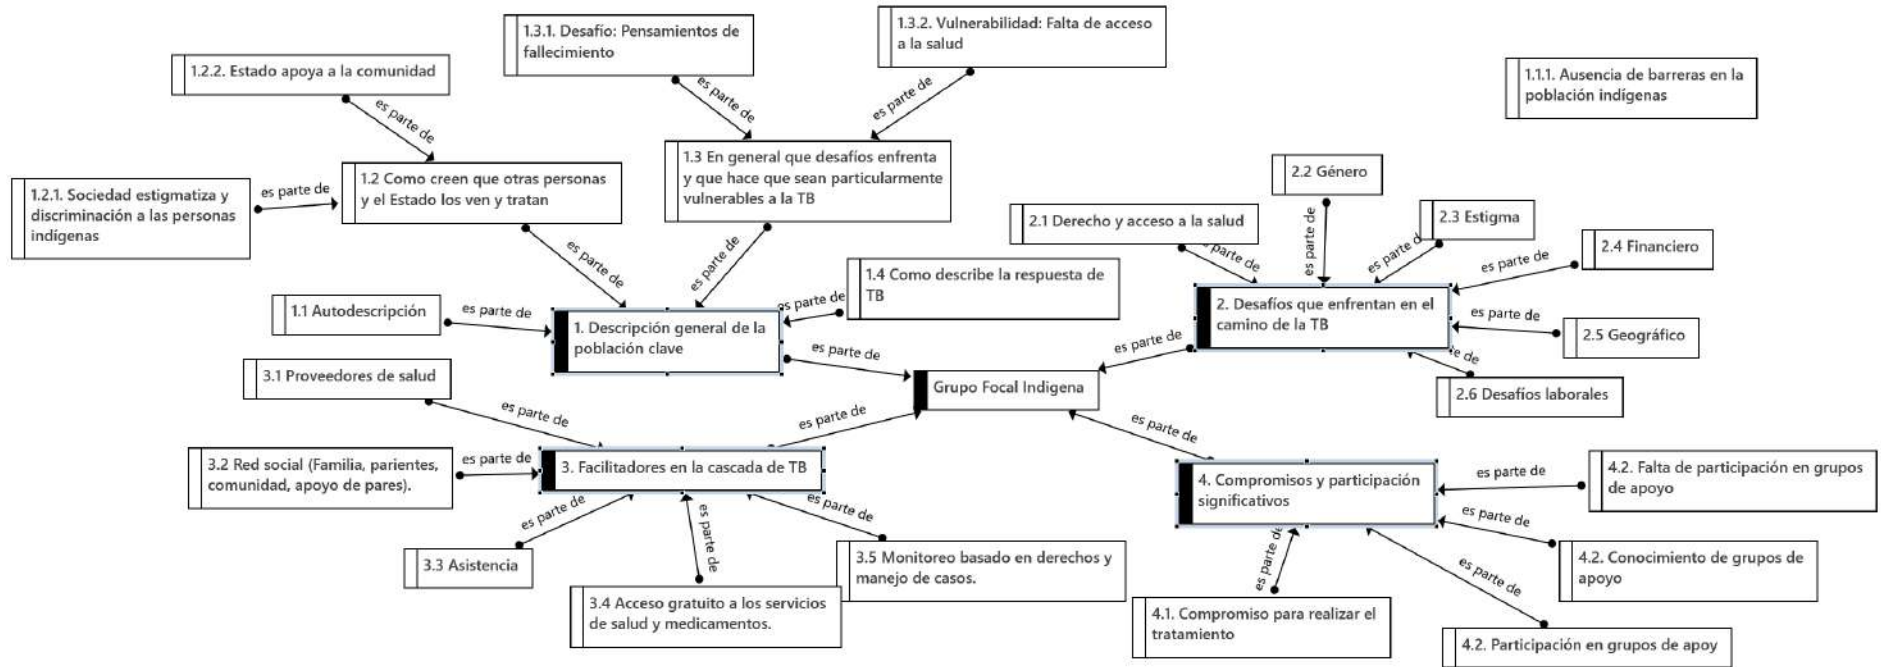 1.3.1. Desafío: Pensamientos de
fallecimiento
1.3.2. Vulnerabilidad: Falta de acceso
a la salud
1.2.2. Estado apoya a la comunidad
1.1.1. Ausencia de barreras en la
población indígenas
es parte de
es parte de
es parte de
1.2.1. Sociedad estigmatiza y
discriminación a las personas
indígenas
es parte de
1.2 Como creen que otras personas
y el Estado los ven y tratan
1.3 En general que desafíos enfrenta
y que hace que sean particularmente
vulnerables a la TB
2.2 Género
2.1 Derecho y acceso a la salud
2.3 Estigma
2.4 Financiero
es parte de
es parte de
parte de
es parte de
es parte d
es parte de
1.4 Como describe la respuesta de
TB
es parte de
1.1 Autodescripción
es parte de
1. Descripción general de la
población clave
2. Desafíos que enfrentan en el
camino de la TB
es parte de
2.5 Geográfico
es parte de
es parte de
te de
2.6 Desafíos laborales
Grupo Focal Indigena
3.1 Proveedores de salud
es parte de
es parte de
es parte de
3.2 Red social (Familia, parientes,
comunidad, apoyo de pares).
es parte de
3. Facilitadores en la cascada de TB
4. Compromisos y participación
significativos
es parte de
4.2. Falta de participación en grupos
de apoyo
es parte de
es parte de
es parte de
3.3 Asistencia
3.4 Acceso gratuito a los servicios
de salud y medicamentos.
3.5 Monitoreo basado en derechos y
manejo de casos.
es parte de
4.2. Conocimiento de grupos de
apoyo
es parte de
es parte de
4.1. Compromiso para realizar el
tratamiento
4.2. Participación en grupos de apoy